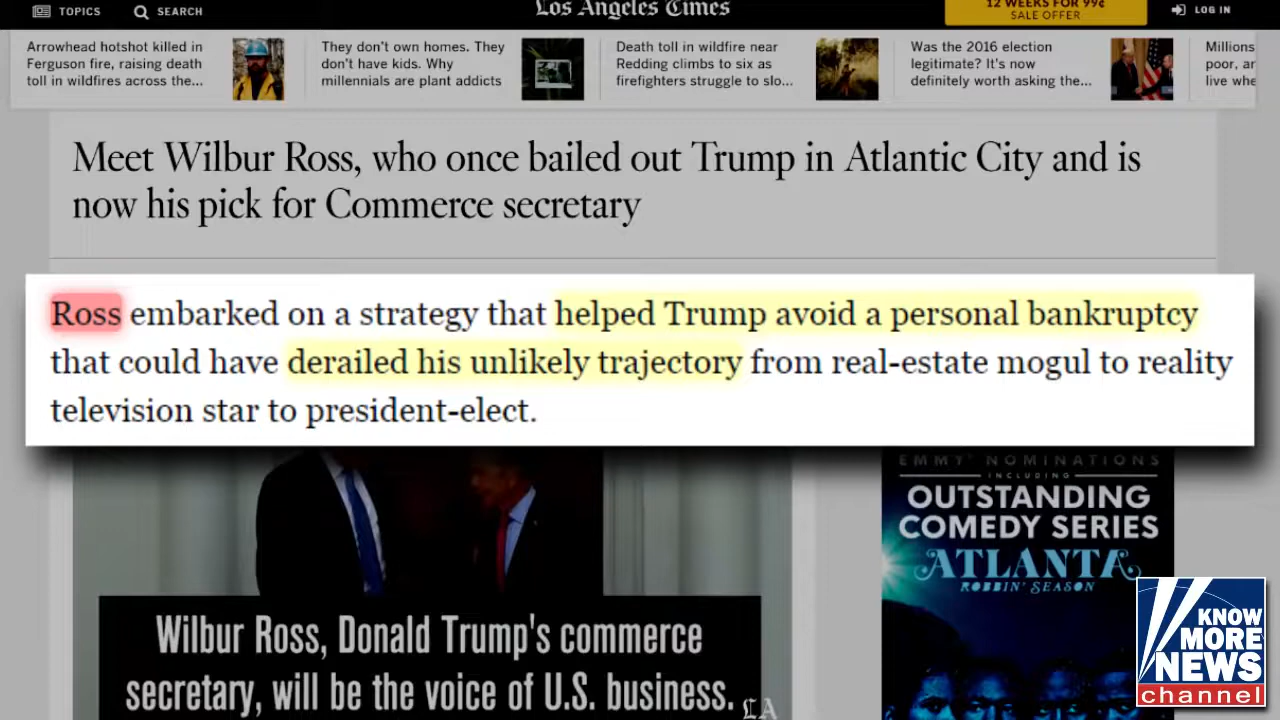 TOPICS
SEARCH
Los Angeles Times
12 WEEKS FOR 99¢
SALE OFFER
LOG IN
Arrowhead hotshot killed in
Ferguson fire, raising death
toll in wildfires across the...
They don't own homes. They
don't have kids. Why
millennials are plant addicts
Death toll in wildfire near
Redding climbs to six as
firefighters struggle to slo...
Was the 2016 election
legitimate? It's now
definitely worth asking the...
Millions
poor, ar
live whe
Meet Wilbur Ross, who once bailed out Trump in Atlantic City and is
now his pick for Commerce secretary
Ross embarked on a strategy that helped Trump avoid a personal bankruptcy
that could have derailed his unlikely trajectory from real-estate mogul to reality
television star to president-elect.
Wilbur Ross, Donald Trump's commerce
secretary, will be the voice of U.S. business.
LA
EMMY® NOMINATIONS
INCLUDING
OUTSTANDING
COMEDY SERIES
ATLANTA
ROBBIN' SEASON
KNOW
MORE
NEWS
channel